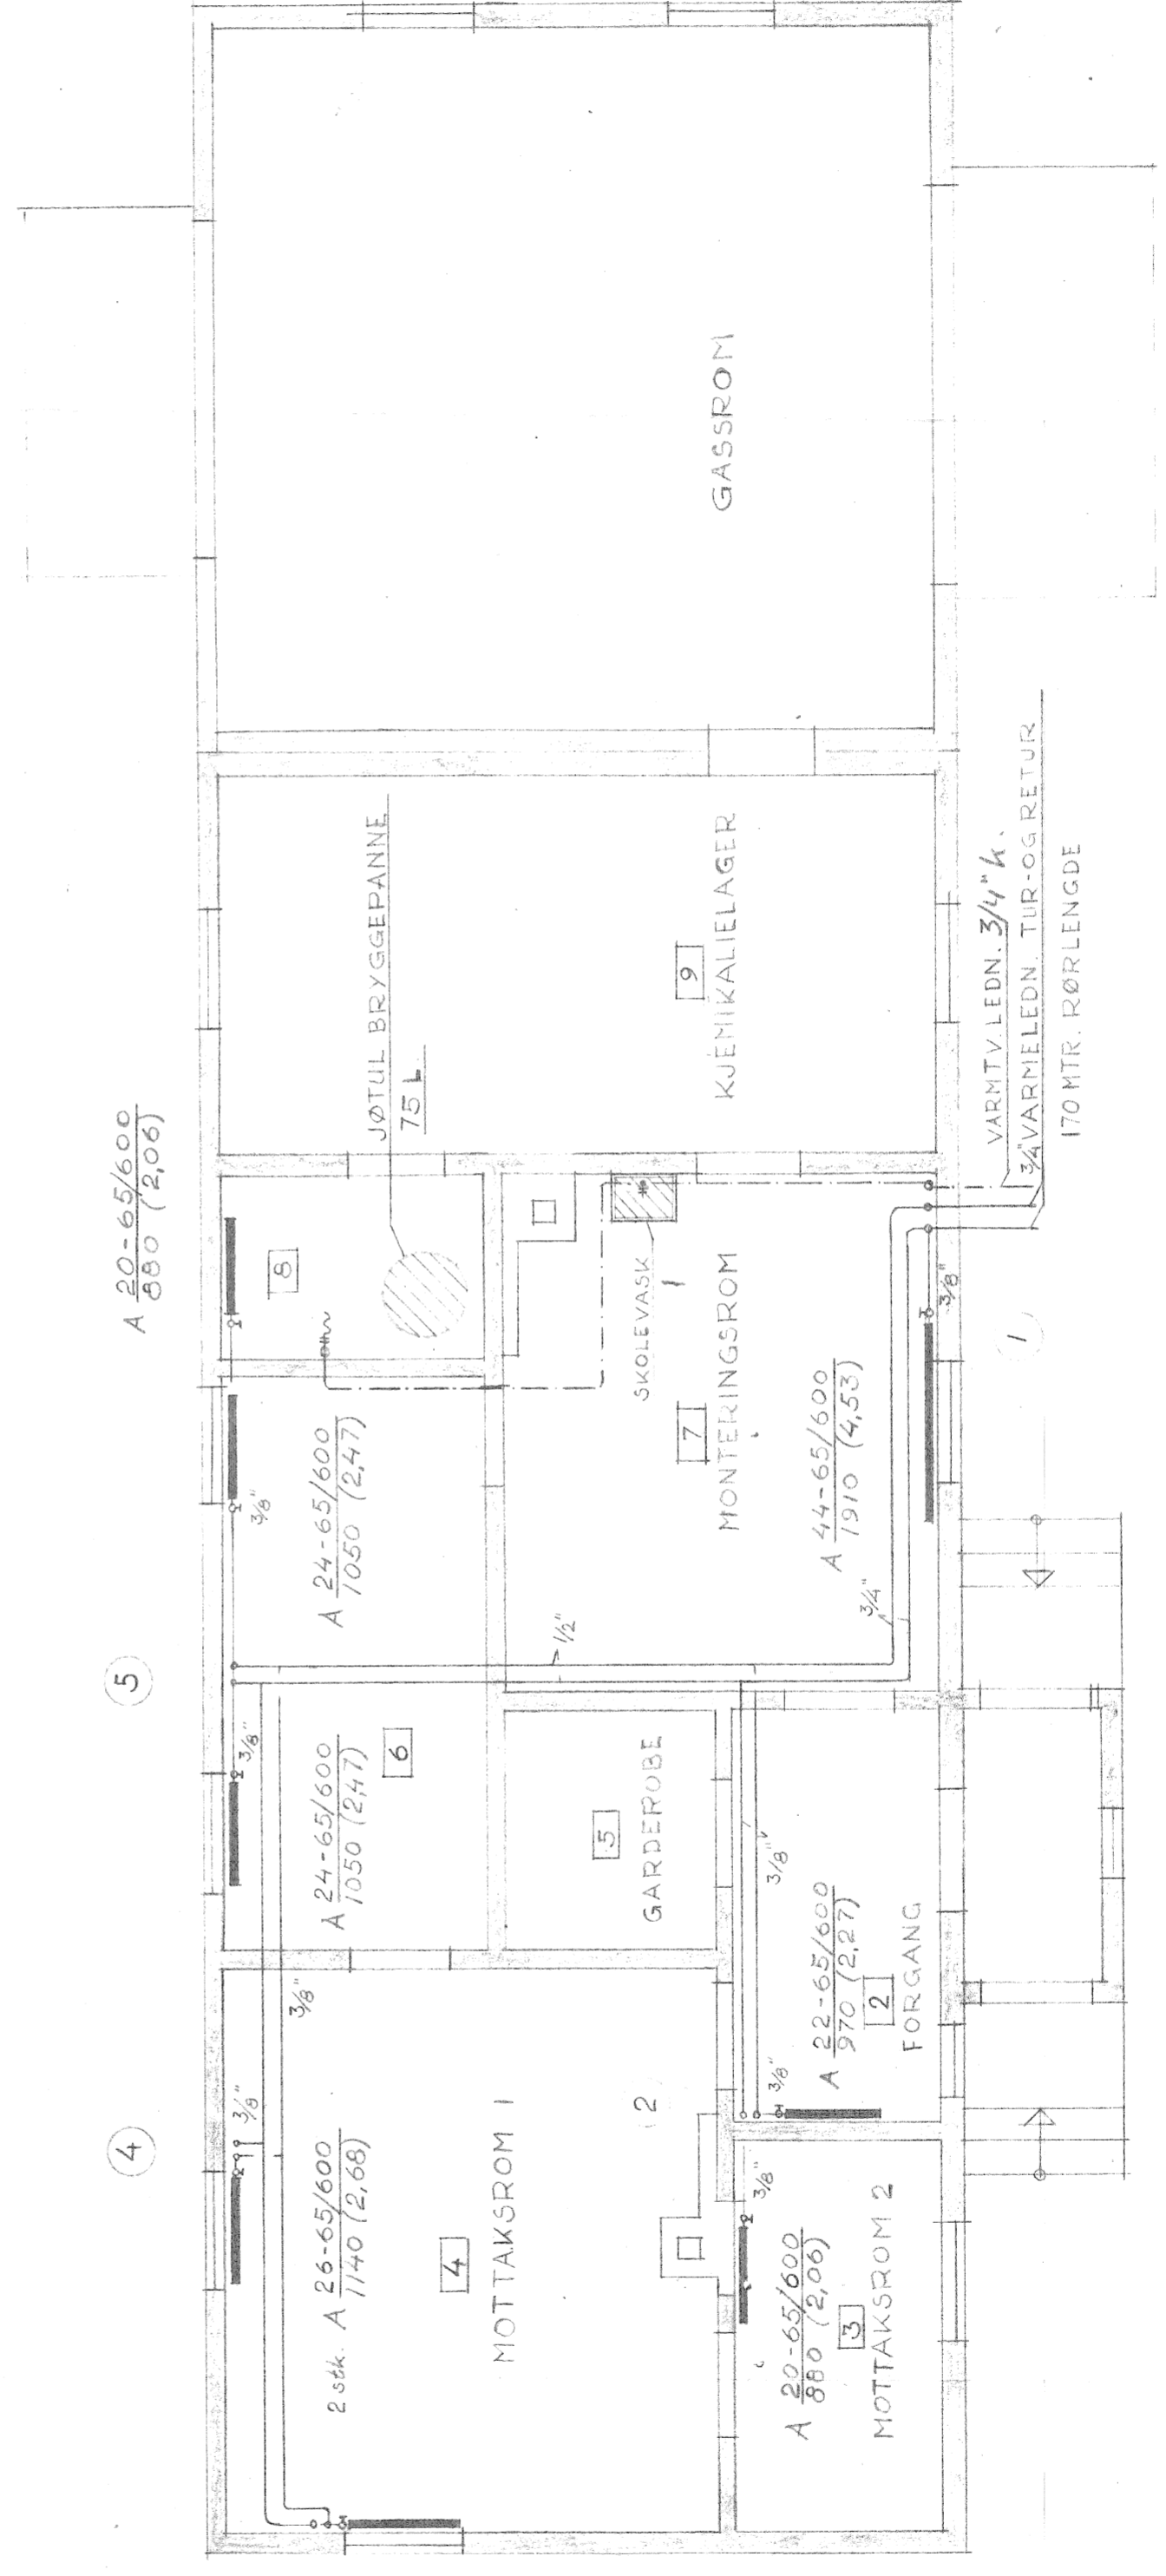 GASSROM
JØTUL BRYGGEPANNE
75 L
9
KJEMIKALIELAGER
VARMTV. LEDN. 3/4" k.
3/4" VARMELEDN. TUR- OG RETUR
170 MTR. RØRLENGDE
A 20-65/600
880 (2,06)
8
SKOLEVASK
7
MONTERINGSROM
A 44-65/600
1910 (4,53)
3/8"
1
3/4"
1/2"
A 24-65/600
1050 (2,47)
3/8"
5
3/8"
A 24-65/600
1050 (2,47)
6
5
GARDEROBE
3/8"
A 22-65/600
970 (2,27)
2
FORGANG
3/8"
3/8"
4
3/8"
2 stk. A 26-65/600
1140 (2,68)
4
MOTTAKSROM 1
2
3/8"
A 20-65/600
880 (2,06)
3
MOTTAKSROM 2